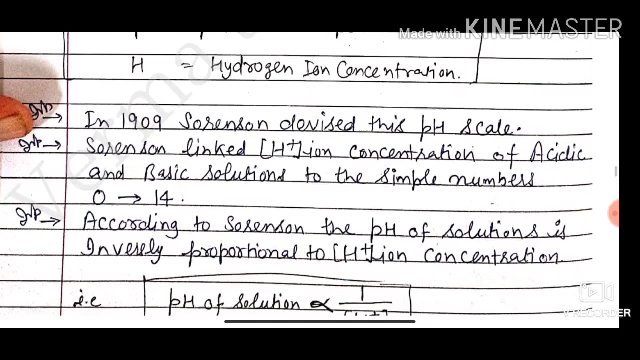 Made with KINEMASTER
H = Hydrogen Ion Concentration.
Imp → In 1909 Sorenson devised this pH scale.
Imp → Sorenson linked [H+] ion concentration of Acidic
and Basic solutions to the simple numbers
0 → 14.
Imp → According to Sorenson the pH of solutions is
Inversly proportional to [H+] ion concentration
i.e pH of solution ∝ 1
V RECORDER